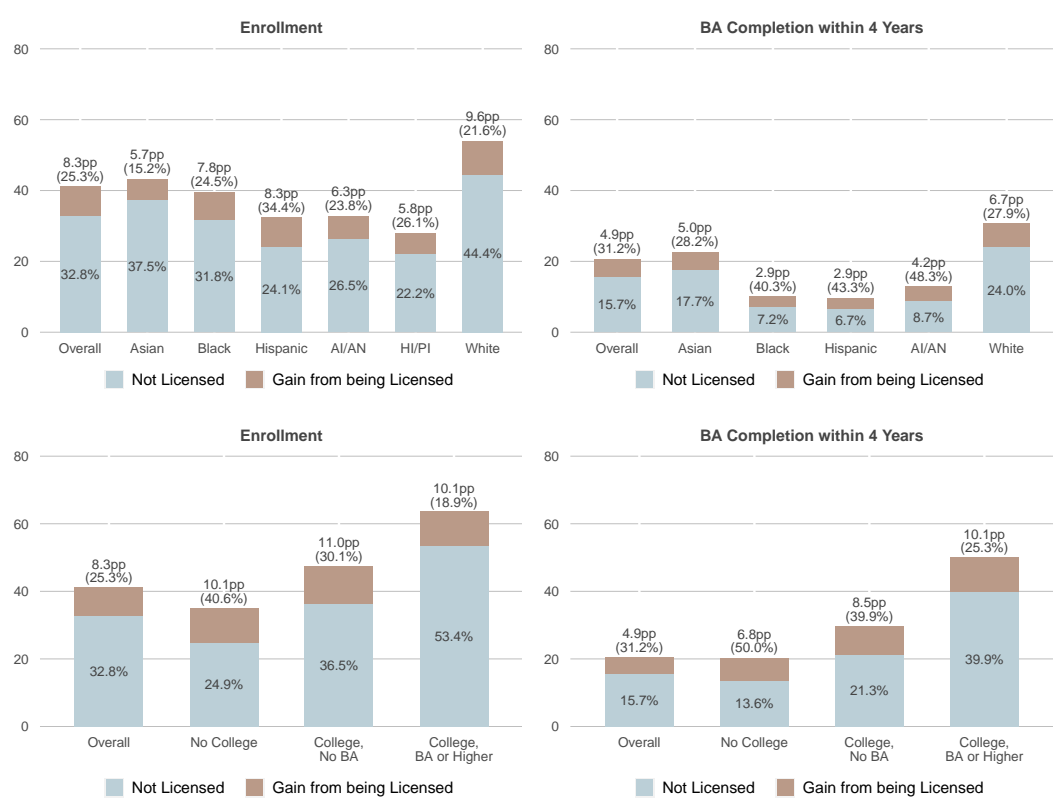 Enrollment
80
60
40
20
0
8.3pp
(25.3%)
32.8%
5.7pp
(15.2%)
37.5%
7.8pp
(24.5%)
31.8%
8.3pp
(34.4%)
24.1%
6.3pp
(23.8%)
26.5%
5.8pp
(26.1%)
22.2%
9.6pp
(21.6%)
44.4%
Overall Asian Black Hispanic AI/AN HI/PI White
Not Licensed Gain from being Licensed
BA Completion within 4 Years
80
60
40
20
0
4.9pp
(31.2%)
15.7%
5.0pp
(28.2%)
17.7%
2.9pp
(40.3%)
7.2%
2.9pp
(43.3%)
6.7%
4.2pp
(48.3%)
8.7%
6.7pp
(27.9%)
24.0%
Overall Asian Black Hispanic AI/AN White
Not Licensed Gain from being Licensed
Enrollment
80
60
40
20
0
8.3pp
(25.3%)
32.8%
10.1pp
(40.6%)
24.9%
11.0pp
(30.1%)
36.5%
10.1pp
(18.9%)
53.4%
Overall No College College, College,
No BA BA or Higher
Not Licensed Gain from being Licensed
BA Completion within 4 Years
80
60
40
20
0
4.9pp
(31.2%)
15.7%
6.8pp
(50.0%)
13.6%
8.5pp
(39.9%)
21.3%
10.1pp
(25.3%)
39.9%
Overall No College College, College,
No BA BA or Higher
Not Licensed Gain from being Licensed